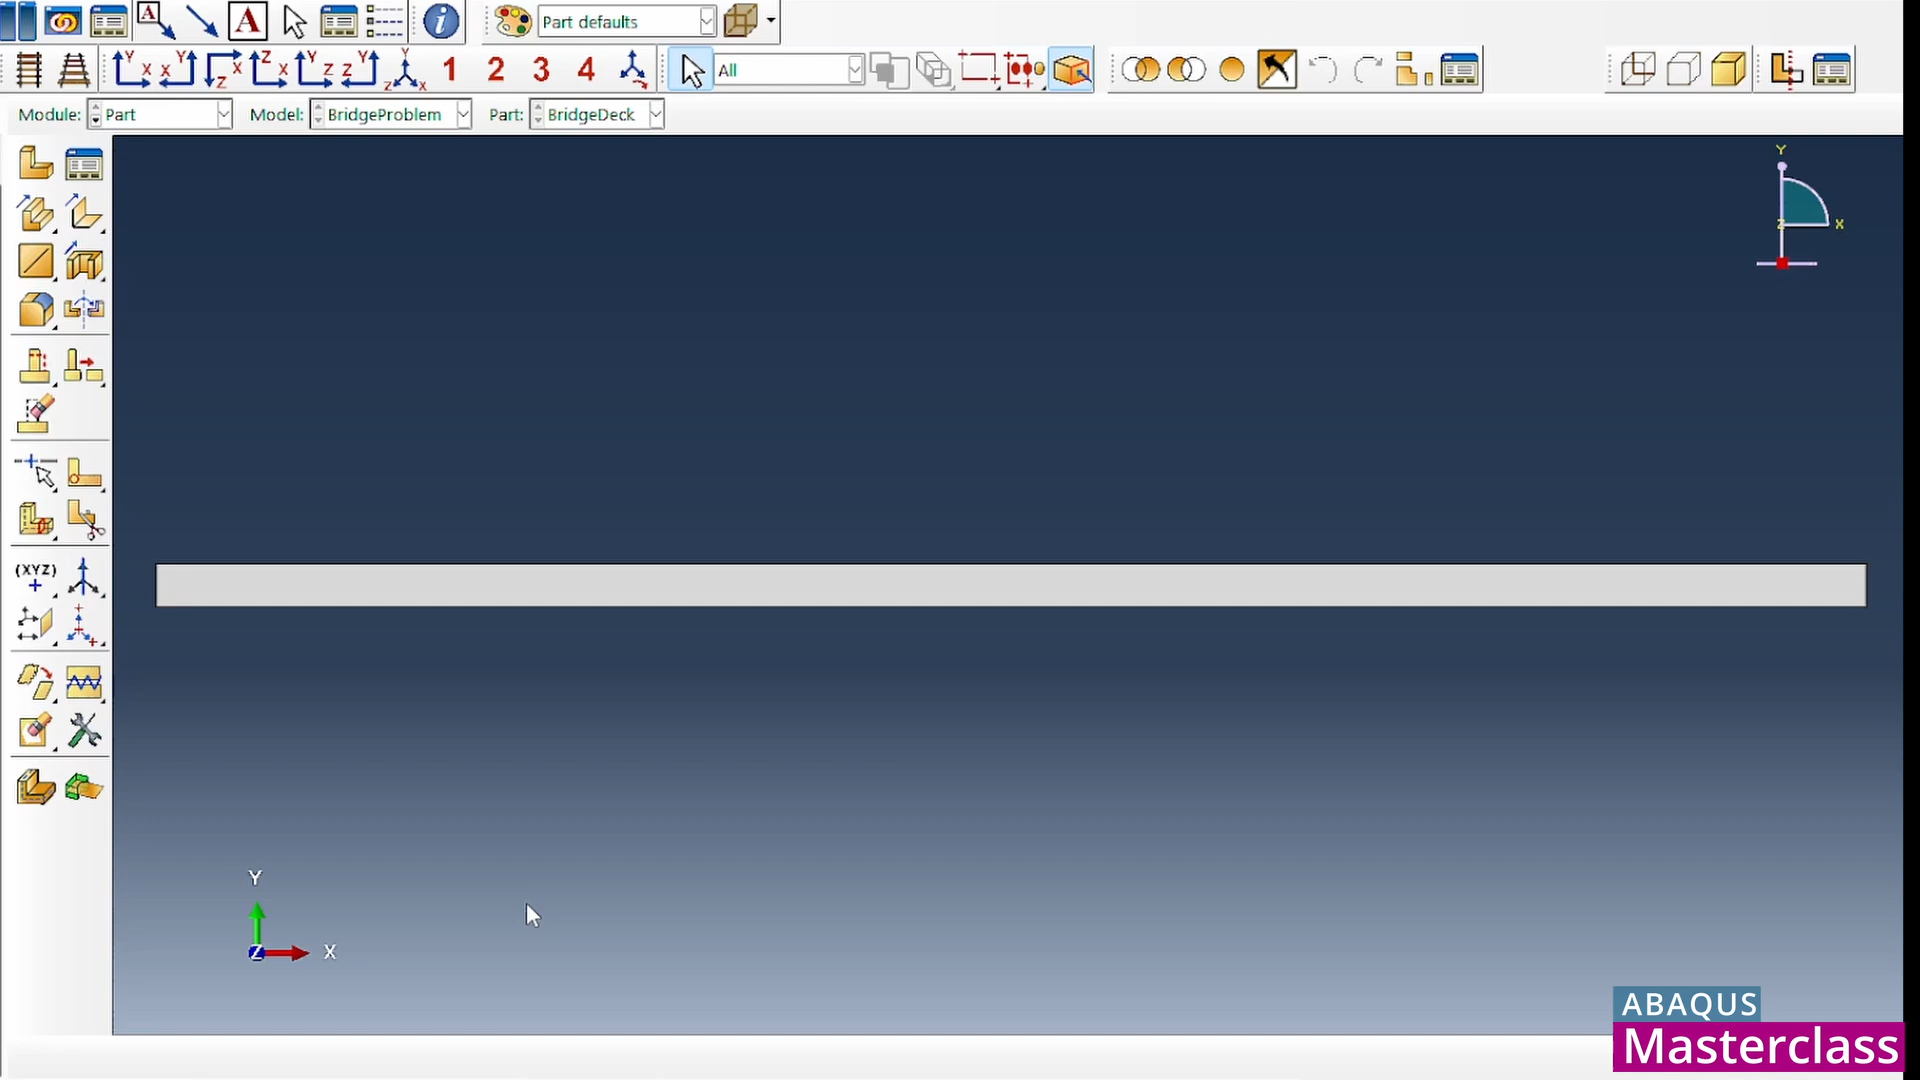 A A Part defaults
Y X X Y Z X Z X Y Z Z Y Y Z X 1 2 3 4 All
Module: Part Model: BridgeProblem Part: BridgeDeck
Y
Z X
(XYZ)
Y
Z X
ABAQUS
Masterclass